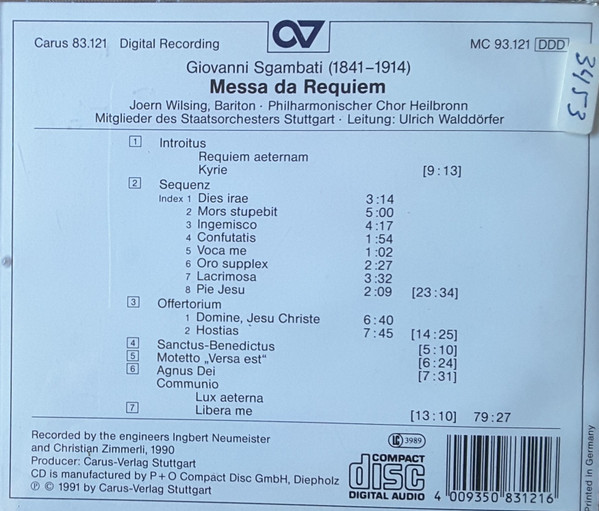 Carus 83.121 Digital Recording
MC 93.121 DDD
3453
Giovanni Sgambati (1841–1914)
Messa da Requiem
Joern Wilsing, Bariton · Philharmonischer Chor Heilbronn
Mitglieder des Staatsorchesters Stuttgart · Leitung: Ulrich Walddörfer
1 Introitus
Requiem aeternam
Kyrie [9:13]
2 Sequenz
Index 1 Dies irae 3:14
2 Mors stupebit 5:00
3 Ingemisco 4:17
4 Confutatis 1:54
5 Voca me 1:02
6 Oro supplex 2:27
7 Lacrimosa 3:32
8 Pie Jesu 2:09 [23:34]
3 Offertorium
1 Domine, Jesu Christe 6:40
2 Hostias 7:45 [14:25]
4 Sanctus-Benedictus [5:10]
5 Motetto „Versa est" [6:24]
6 Agnus Dei [7:31]
Communio
Lux aeterna
7 Libera me [13:10] 79:27
Recorded by the engineers Ingbert Neumeister
and Christian Zimmerli, 1990
Producer: Carus-Verlag Stuttgart
CD is manufactured by P+O Compact Disc GmbH, Diepholz
℗ © 1991 by Carus-Verlag Stuttgart
LC 3989
COMPACT
disc
DIGITAL AUDIO
4 009350 831216
Printed in Germany